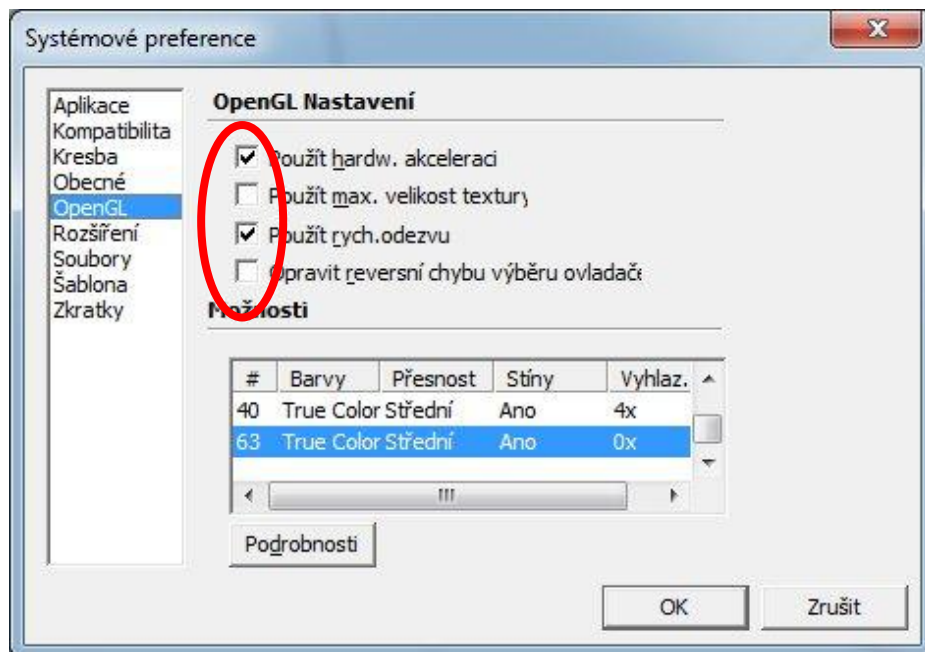 Systémové preference
Aplikace
Kompatibilita
Kresba
Obecné
OpenGL
Rozšíření
Soubory
Šablona
Zkratky
OpenGL Nastavení
Použít hardw. akceleraci
Použít max. velikost textury
Použít rych.odezvu
Opravit reversní chybu výběru ovladače
Možnosti
# Barvy Přesnost Stíny Vyhlaz.
40 True Color Střední Ano 4x
63 True Color Střední Ano 0x
Podrobnosti
OK Zrušit